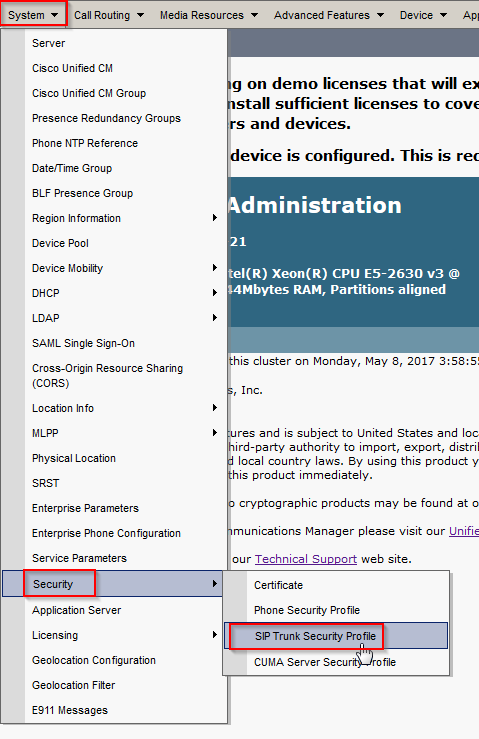 System Call Routing Media Resources Advanced Features Device
Server
Cisco Unified CM
Cisco Unified CM Group
Presence Redundancy Groups
Phone NTP Reference
Date/Time Group
BLF Presence Group
Region Information
Device Pool
Device Mobility
DHCP
LDAP
SAML Single Sign-On
Cross-Origin Resource Sharing
(CORS)
Location Info
MLPP
Physical Location
SRST
Enterprise Parameters
Enterprise Phone Configuration
Service Parameters
Security
Application Server
Licensing
Geolocation Configuration
Geolocation Filter
E911 Messages
Certificate
Phone Security Profile
SIP Trunk Security Profile
CUMA Server Security Profile
ng on demo licenses that will ex
nstall sufficient licenses to cove
rs and devices.
device is configured. This is rec
Administration
21
tel(R) Xeon(R) CPU E5-2630 v3 @
44Mbytes RAM, Partitions aligned
this cluster on Monday, May 8, 2017 3:58:55
s, Inc.
tures and is subject to United States and loca
hird-party authority to import, export, distrib
d local country laws. By using this product y
this product immediately.
o cryptographic products may be found at o
mmunications Manager please visit our Unifie
our Technical Support web site.